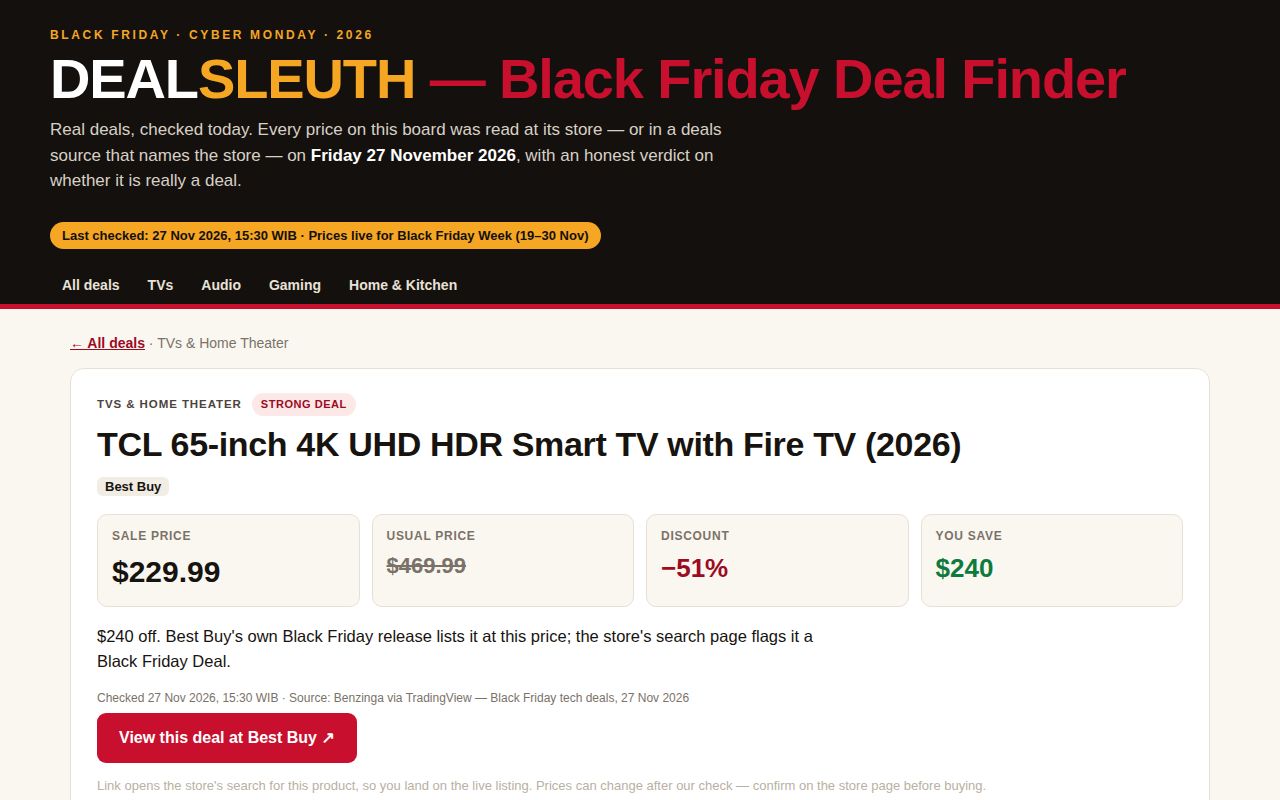 BLACK FRIDAY · CYBER MONDAY · 2026
DEALSLEUTH — Black Friday Deal Finder
Real deals, checked today. Every price on this board was read at its store — or in a deals
source that names the store — on Friday 27 November 2026, with an honest verdict on
whether it is really a deal.
Last checked: 27 Nov 2026, 15:30 WIB · Prices live for Black Friday Week (19–30 Nov)
All deals TVs Audio Gaming Home & Kitchen
← All deals · TVs & Home Theater
TVS & HOME THEATER STRONG DEAL
TCL 65-inch 4K UHD HDR Smart TV with Fire TV (2026)
Best Buy
SALE PRICE USUAL PRICE DISCOUNT YOU SAVE
$229.99 $469.99 −51% $240
$240 off. Best Buy's own Black Friday release lists it at this price; the store's search page flags it a
Black Friday Deal.
Checked 27 Nov 2026, 15:30 WIB · Source: Benzinga via TradingView — Black Friday tech deals, 27 Nov 2026
View this deal at Best Buy ↗
Link opens the store's search for this product, so you land on the live listing. Prices can change after our check — confirm on the store page before buying.